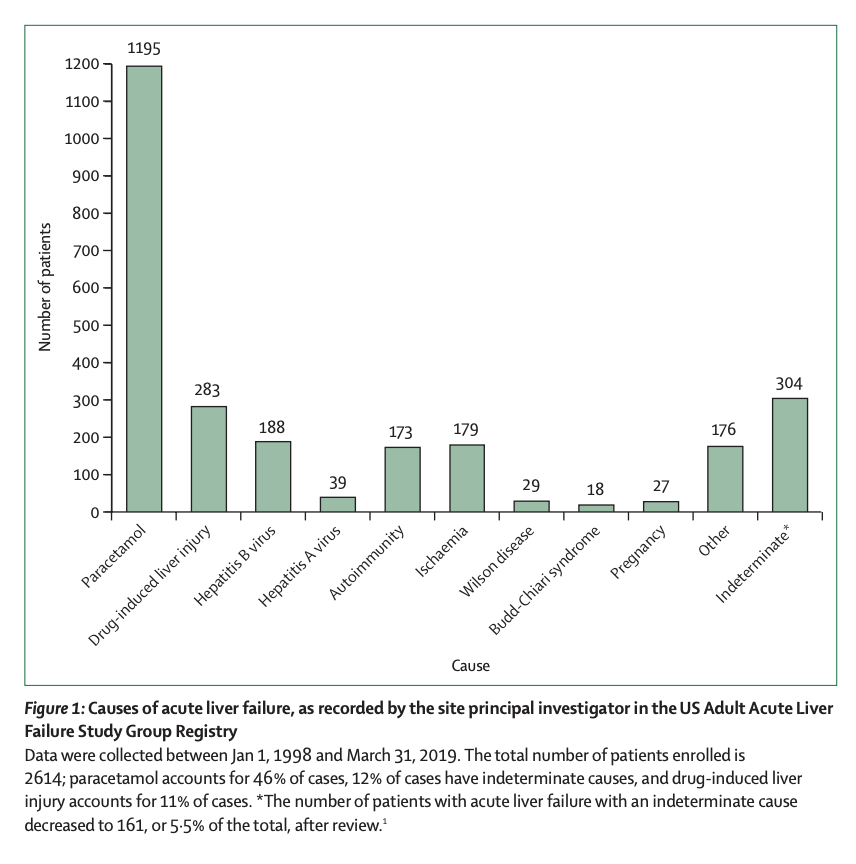 1195
1200
1100
1000
900
800
700
600
500
400
300
200
100
0
Number of patients
283
188
39
173
179
29
18
27
176
304
Paracetamol
Drug-induced liver injury
Hepatitis B virus
Hepatitis A virus
Autoimmunity
Ischaemia
Wilson disease
Budd-Chiari syndrome
Pregnancy
Other
Indeterminate*
Cause
Figure 1: Causes of acute liver failure, as recorded by the site principal investigator in the US Adult Acute Liver
Failure Study Group Registry
Data were collected between Jan 1, 1998 and March 31, 2019. The total number of patients enrolled is
2614; paracetamol accounts for 46% of cases, 12% of cases have indeterminate causes, and drug-induced liver
injury accounts for 11% of cases. *The number of patients with acute liver failure with an indeterminate cause
decreased to 161, or 5·5% of the total, after review.¹